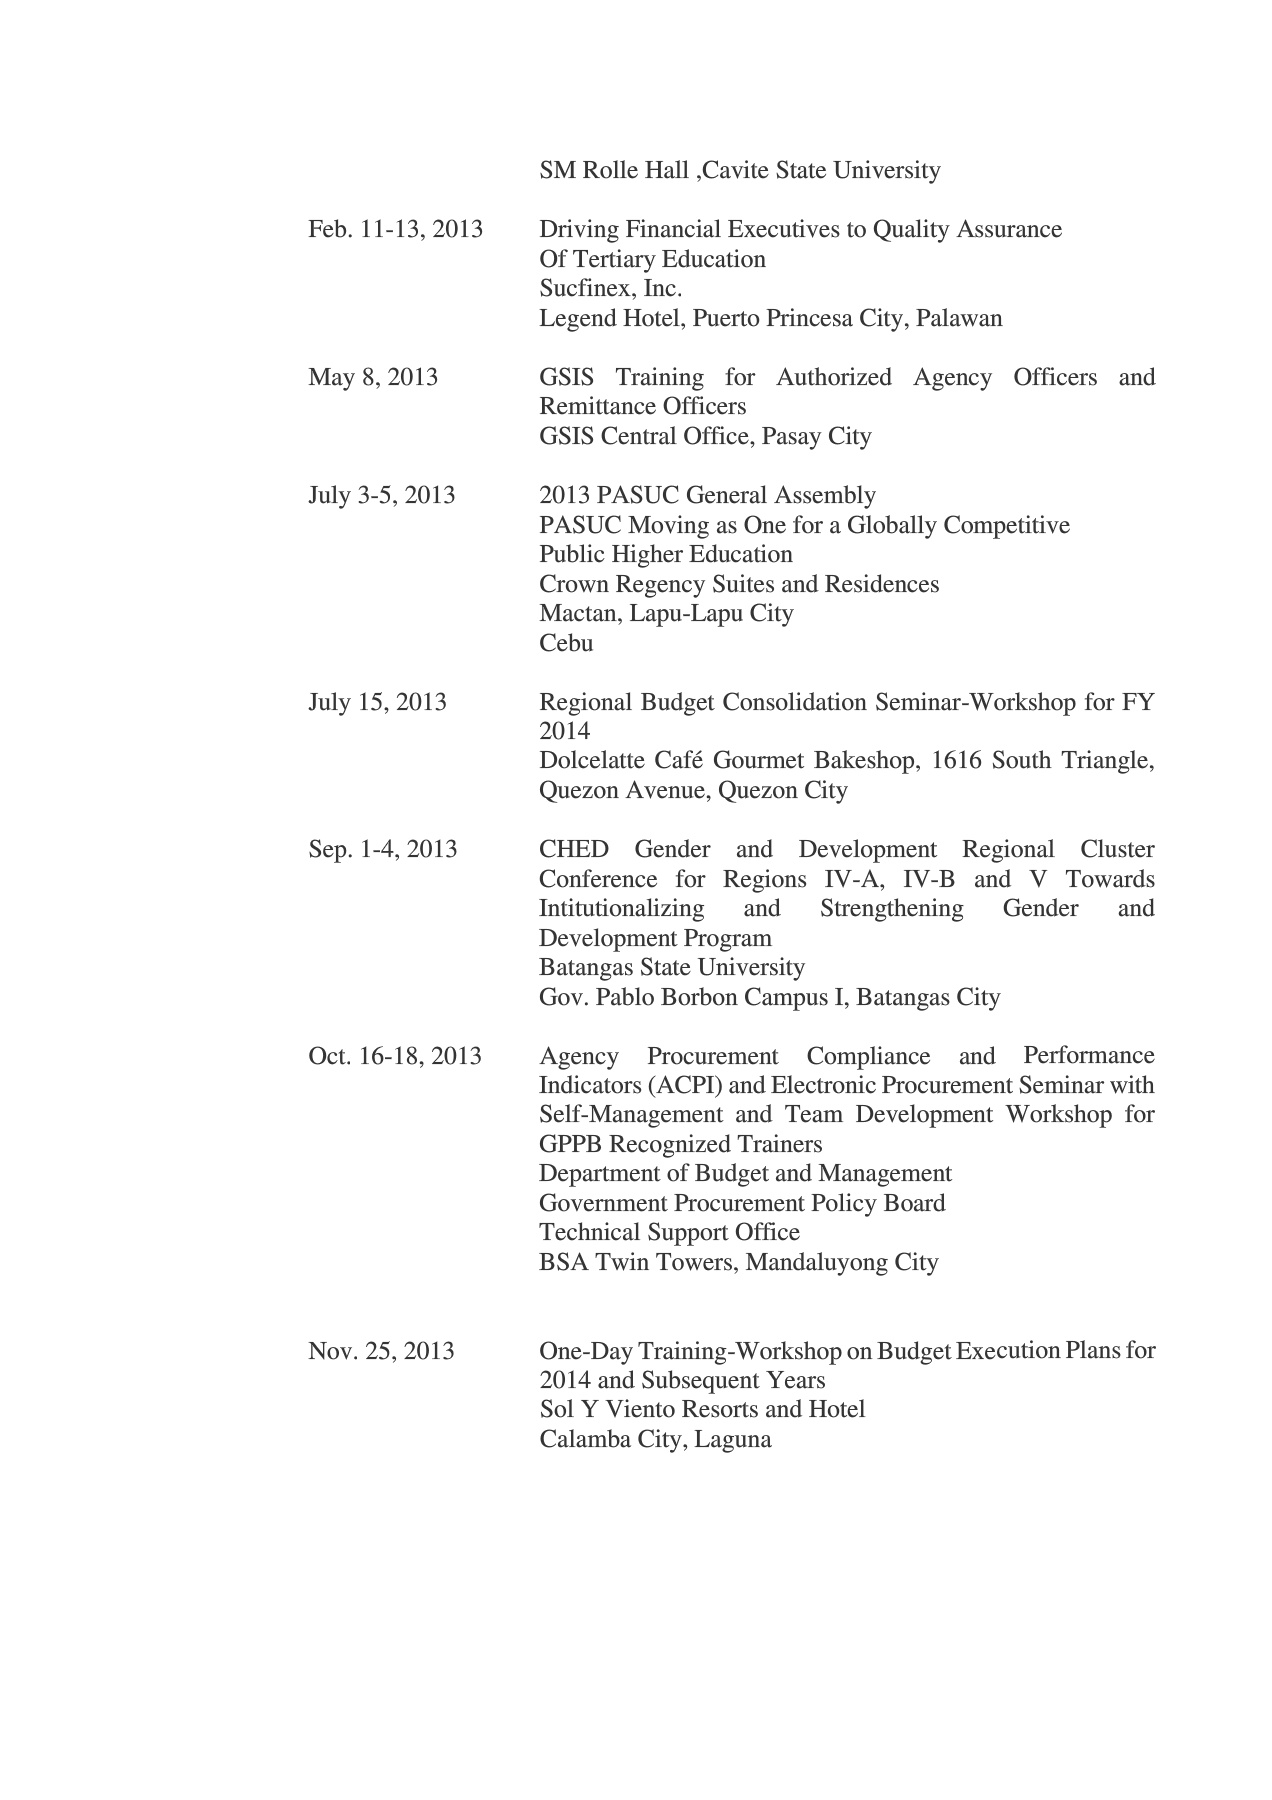 SM Rolle Hall ,Cavite State University
Feb. 11-13, 2013 Driving Financial Executives to Quality Assurance
Of Tertiary Education
Sucfinex, Inc.
Legend Hotel, Puerto Princesa City, Palawan
May 8, 2013 GSIS Training for Authorized Agency Officers and
Remittance Officers
GSIS Central Office, Pasay City
July 3-5, 2013 2013 PASUC General Assembly
PASUC Moving as One for a Globally Competitive
Public Higher Education
Crown Regency Suites and Residences
Mactan, Lapu-Lapu City
Cebu
July 15, 2013 Regional Budget Consolidation Seminar-Workshop for FY
2014
Dolcelatte Café Gourmet Bakeshop, 1616 South Triangle,
Quezon Avenue, Quezon City
Sep. 1-4, 2013 CHED Gender and Development Regional Cluster
Conference for Regions IV-A, IV-B and V Towards
Intitutionalizing and Strengthening Gender and
Development Program
Batangas State University
Gov. Pablo Borbon Campus I, Batangas City
Oct. 16-18, 2013 Agency Procurement Compliance and Performance
Indicators (ACPI) and Electronic Procurement Seminar with
Self-Management and Team Development Workshop for
GPPB Recognized Trainers
Department of Budget and Management
Government Procurement Policy Board
Technical Support Office
BSA Twin Towers, Mandaluyong City
Nov. 25, 2013 One-Day Training-Workshop on Budget Execution Plans for
2014 and Subsequent Years
Sol Y Viento Resorts and Hotel
Calamba City, Laguna